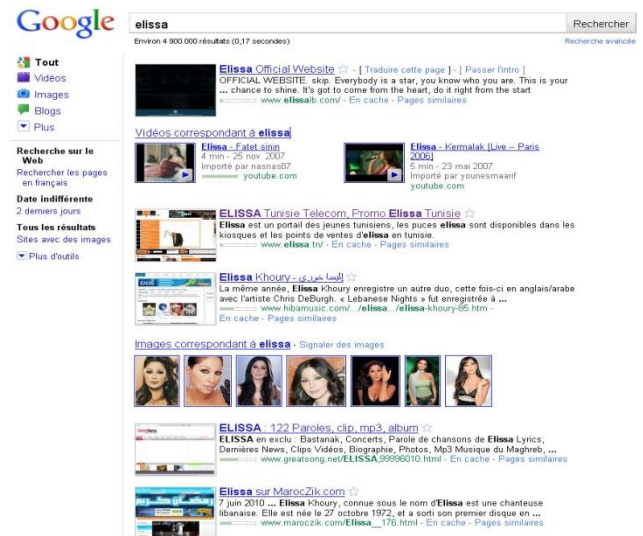 Google
elissa
Rechercher
Environ 4 900 000 résultats (0,17 secondes)
Recherche avancée
Tout
Vidéos
Images
Blogs
Plus
Recherche sur le
Web
Rechercher les pages
en français
Date indifférente
2 derniers jours
Tous les résultats
Sites avec des images
Plus d'outils
Elissa Official Website - [ Traduire cette page ] - [ Passer l'intro ]
OFFICIAL WEBSITE. skip. Everybody is a star, you know who you are. This is your
... chance to shine. It's got to come from the heart, do it right from the start
www.elissalb.com/ - En cache - Pages similaires
Vidéos correspondant à elissa
Elissa - Fatet sinin
4 min - 25 nov. 2007
Importé par nasnas87
youtube.com
Elissa - Kermalak [Live -- Paris
2006]
5 min - 23 mai 2007
Importé par younesmaarif
youtube.com
ELISSA Tunisie Telecom, Promo Elissa Tunisie
Elissa est un portail des jeunes tunisiens, les puces elissa sont disponibles dans les
kiosques et les points de ventes d'elissa en tunisie.
www.elissa.tn/ - En cache - Pages similaires
Elissa Khoury - إليسا خوري
La même année, Elissa Khoury enregistre un autre duo, cette fois-ci en anglais/arabe
avec l'artiste Chris DeBurgh. « Lebanese Nights » fut enregistrée à ...
www.hibamusic.com/.../elissa.../elissa-khoury-85.htm -
En cache - Pages similaires
Images correspondant à elissa - Signaler des images
ELISSA : 122 Paroles, clip, mp3, album
ELISSA en exclu : Bastanak, Concerts, Parole de chansons de Elissa Lyrics,
Dernières News, Clips Vidéos, Biographie, Photos, Mp3 Musique du Maghreb, ...
www.greatsong.net/ELISSA,99996010.html - En cache - Pages similaires
Elissa sur MarocZik.com
7 juin 2010 ... Elissa Khoury, connue sous le nom d'Elissa est une chanteuse
libanaise. Elle est née le 27 octobre 1972, et a sorti son premier disque en ...
www.maroczik.com/Elissa__176.html - En cache - Pages similaires